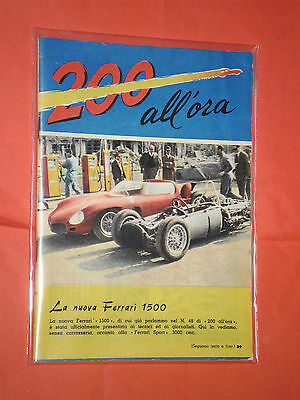 200
all'ora
La nuova Ferrari 1500
La nuova Ferrari «1500», di cui già parlammo nel N. 48 di «200 all'ora»,
è stata ufficialmente presentata ai tecnici ed ai giornalisti. Qui la vediamo,
senza carrozzeria, accanto alla «Ferrari Sport» 3000 cmc.
(Seguono testo e foto)